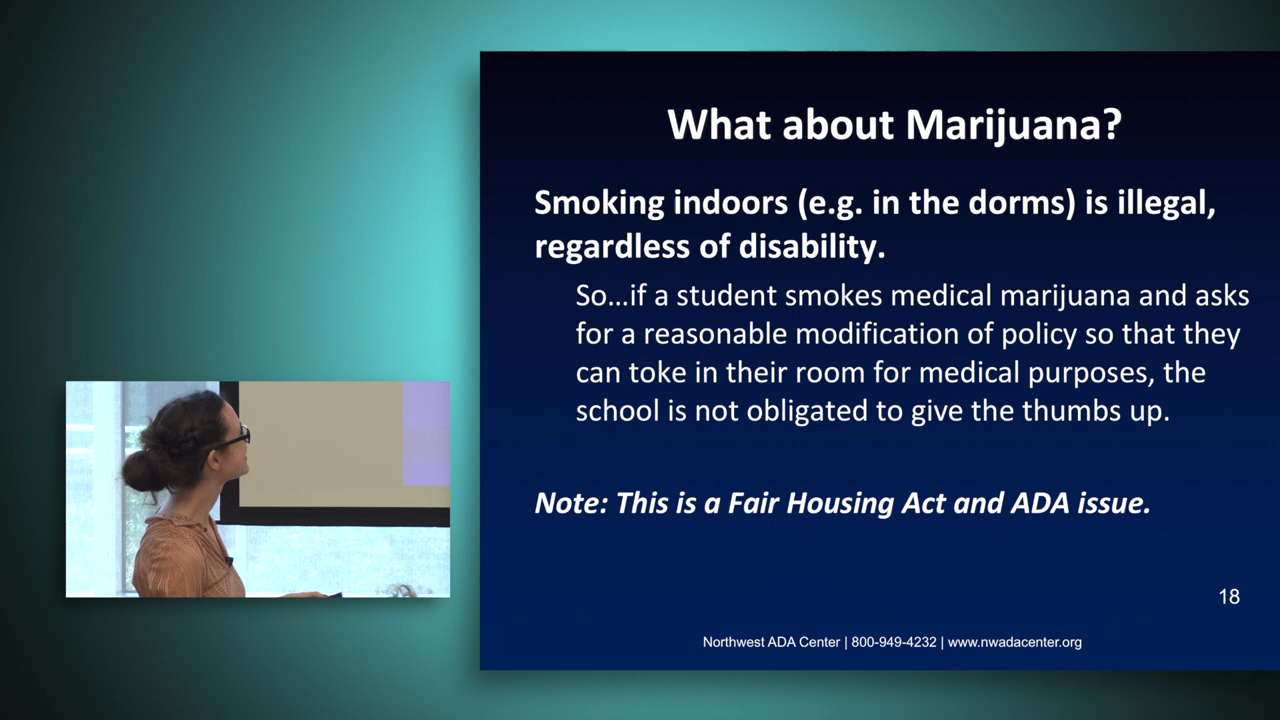 What about Marijuana?
Smoking indoors (e.g. in the dorms) is illegal,
regardless of disability.
So...if a student smokes medical marijuana and asks
for a reasonable modification of policy so that they
can toke in their room for medical purposes, the
school is not obligated to give the thumbs up.
Note: This is a Fair Housing Act and ADA issue.
18
Northwest ADA Center | 800-949-4232 | www.nwadacenter.org